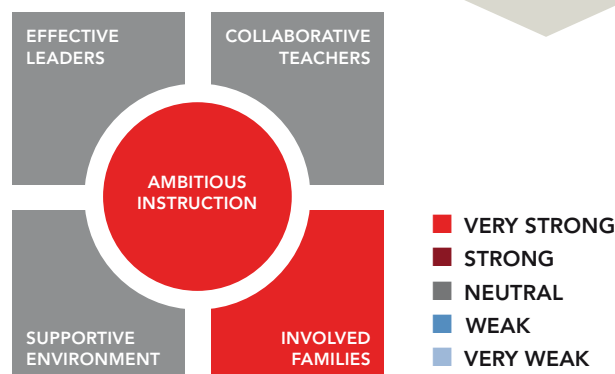 EFFECTIVE
LEADERS
COLLABORATIVE
TEACHERS
AMBITIOUS
INSTRUCTION
SUPPORTIVE
ENVIRONMENT
INVOLVED
FAMILIES
VERY STRONG
STRONG
NEUTRAL
WEAK
VERY WEAK